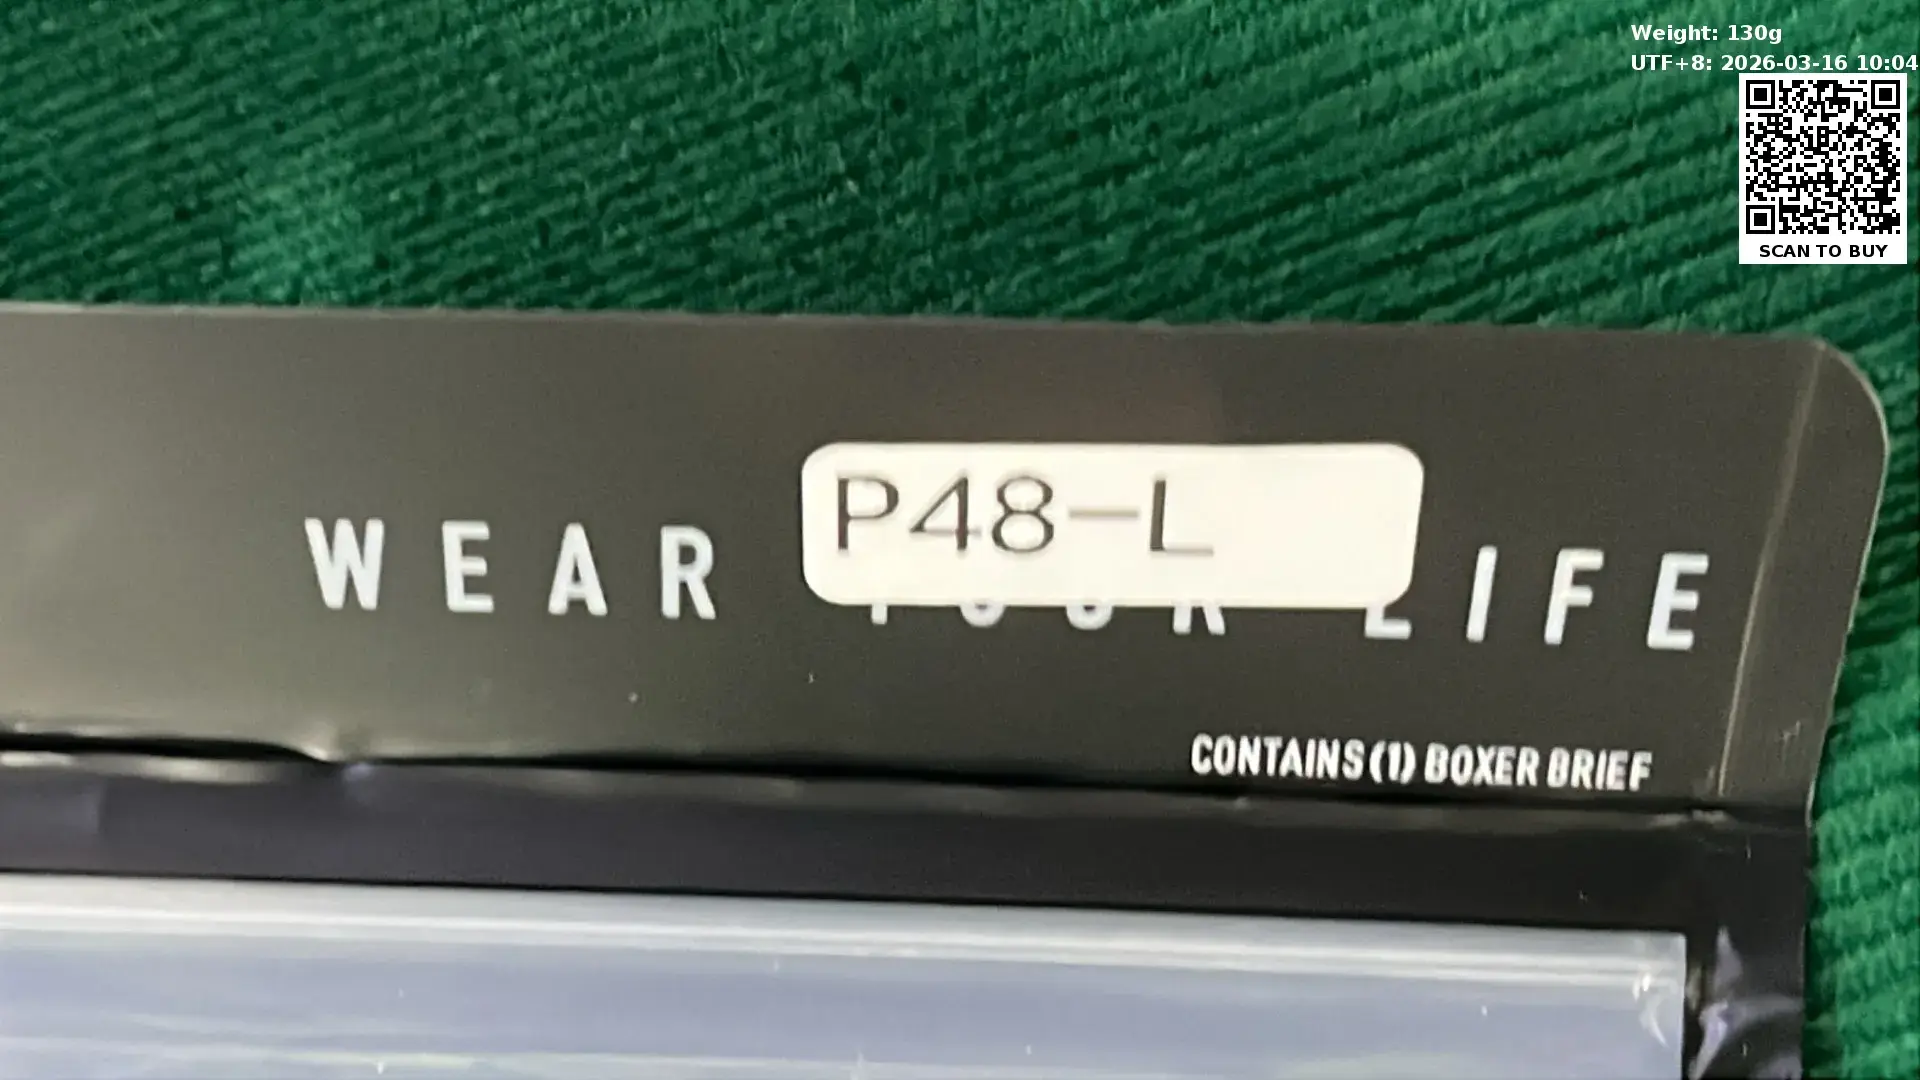 Weight: 130g
UTF+8: 2026-03-16 10:04
SCAN TO BUY
P48-L
WEAR YOUR LIFE
CONTAINS (1) BOXER BRIEF